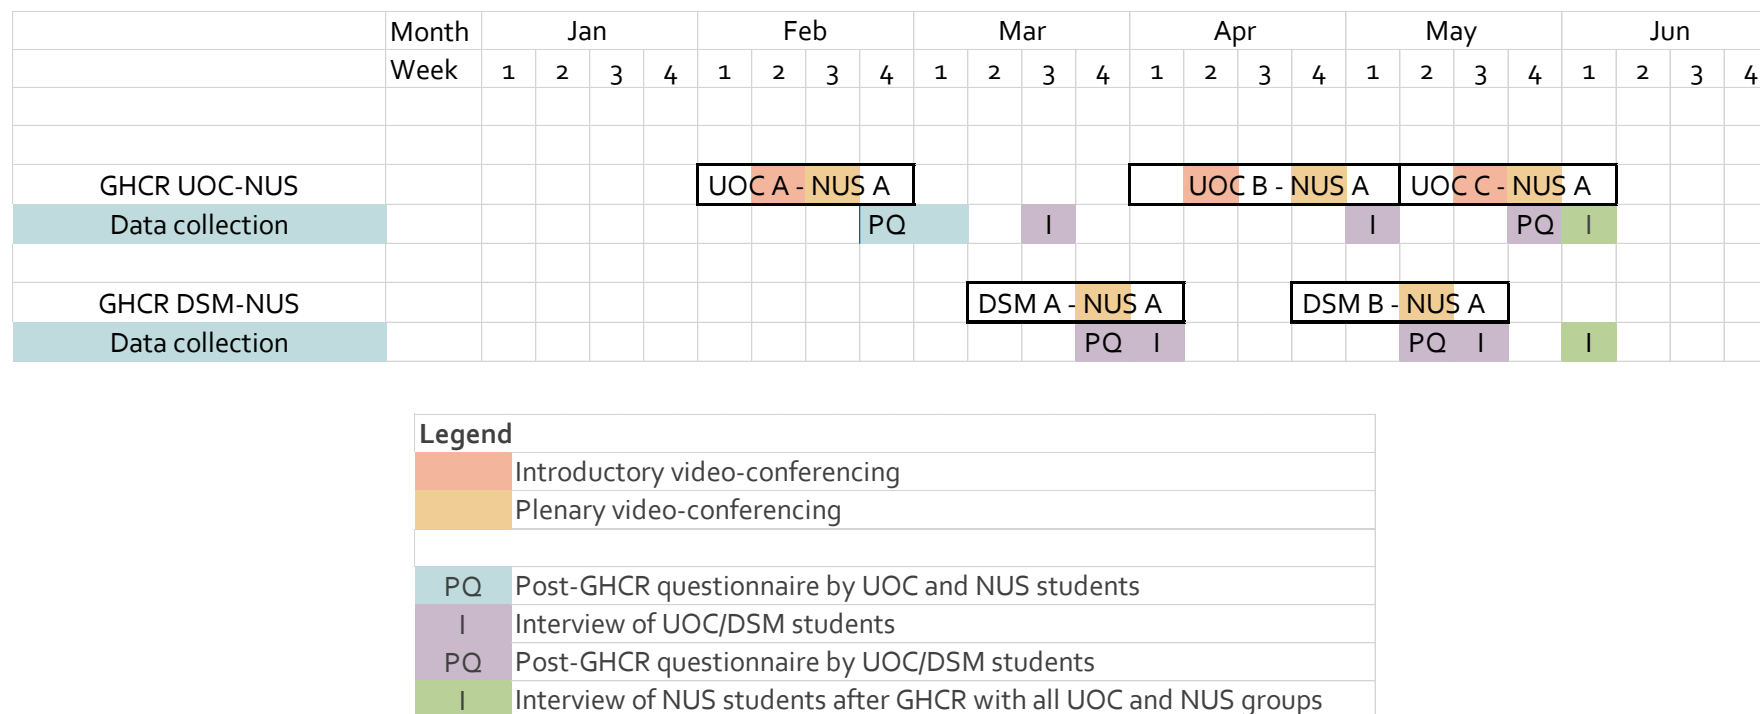 Month Jan Feb Mar Apr May Jun
Week 1 2 3 4 1 2 3 4 1 2 3 4 1 2 3 4 1 2 3 4 1 2 3 4
GHCR UOC-NUS UOC A - NUS A UOC B - NUS A UOC C - NUS A
Data collection PQ I I PQ I
GHCR DSM-NUS DSM A - NUS A DSM B - NUS A
Data collection PQ I PQ I I
Legend
Introductory video-conferencing
Plenary video-conferencing
PQ Post-GHCR questionnaire by UOC and NUS students
I Interview of UOC/DSM students
PQ Post-GHCR questionnaire by UOC/DSM students
I Interview of NUS students after GHCR with all UOC and NUS groups